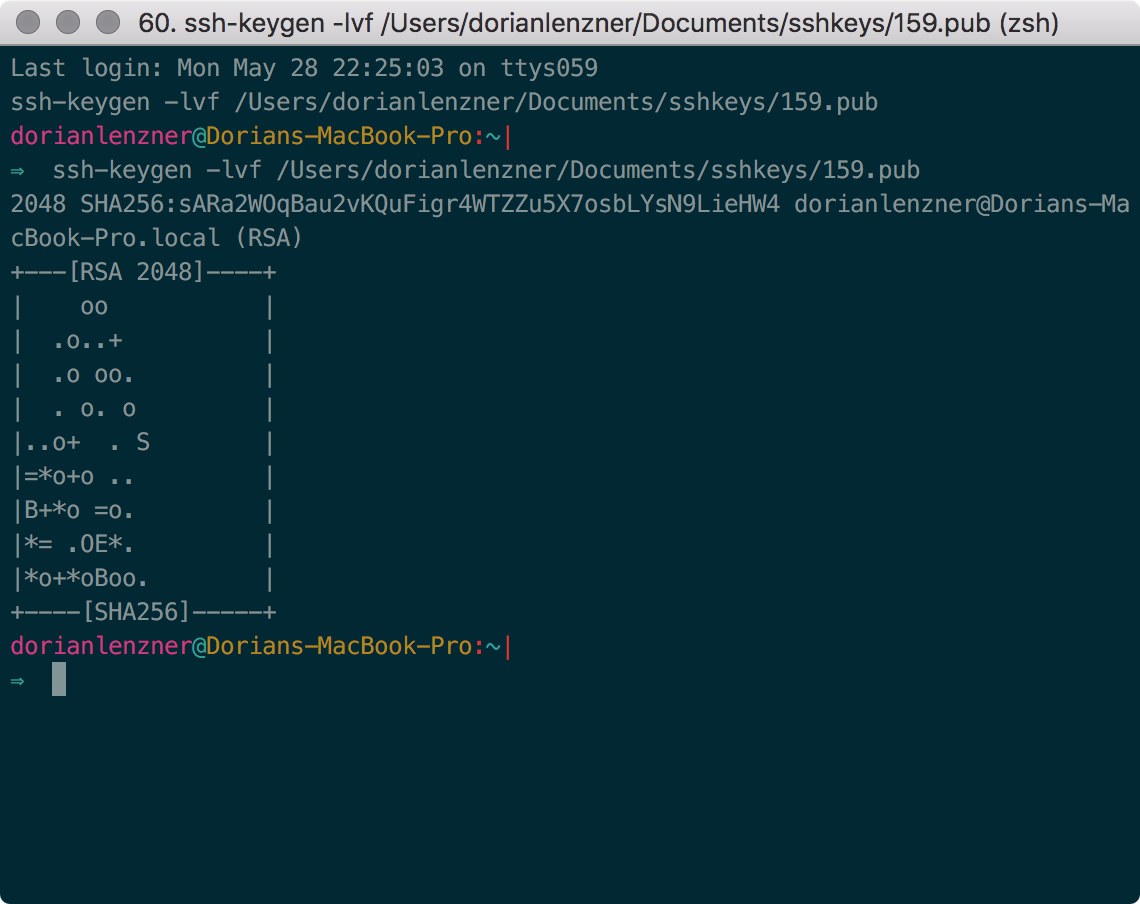 60. ssh-keygen -lvf /Users/dorianlenzner/Documents/sshkeys/159.pub (zsh)
Last login: Mon May 28 22:25:03 on ttys059
ssh-keygen -lvf /Users/dorianlenzner/Documents/sshkeys/159.pub
dorianlenzner@Dorians-MacBook-Pro:~|
⇒  ssh-keygen -lvf /Users/dorianlenzner/Documents/sshkeys/159.pub
2048 SHA256:sARa2WOqBau2vKQuFigr4WTZZu5X7osbLYsN9LieHW4 dorianlenzner@Dorians-Ma
cBook-Pro.local (RSA)
+---[RSA 2048]----+
|    oo           |
|  .o..+          |
|  .o oo.         |
|  . o. o         |
|..o+  . S        |
|=*o+o ..         |
|B+*o =o.         |
|*= .OE*.         |
|*o+*oBoo.        |
+----[SHA256]-----+
dorianlenzner@Dorians-MacBook-Pro:~|
⇒